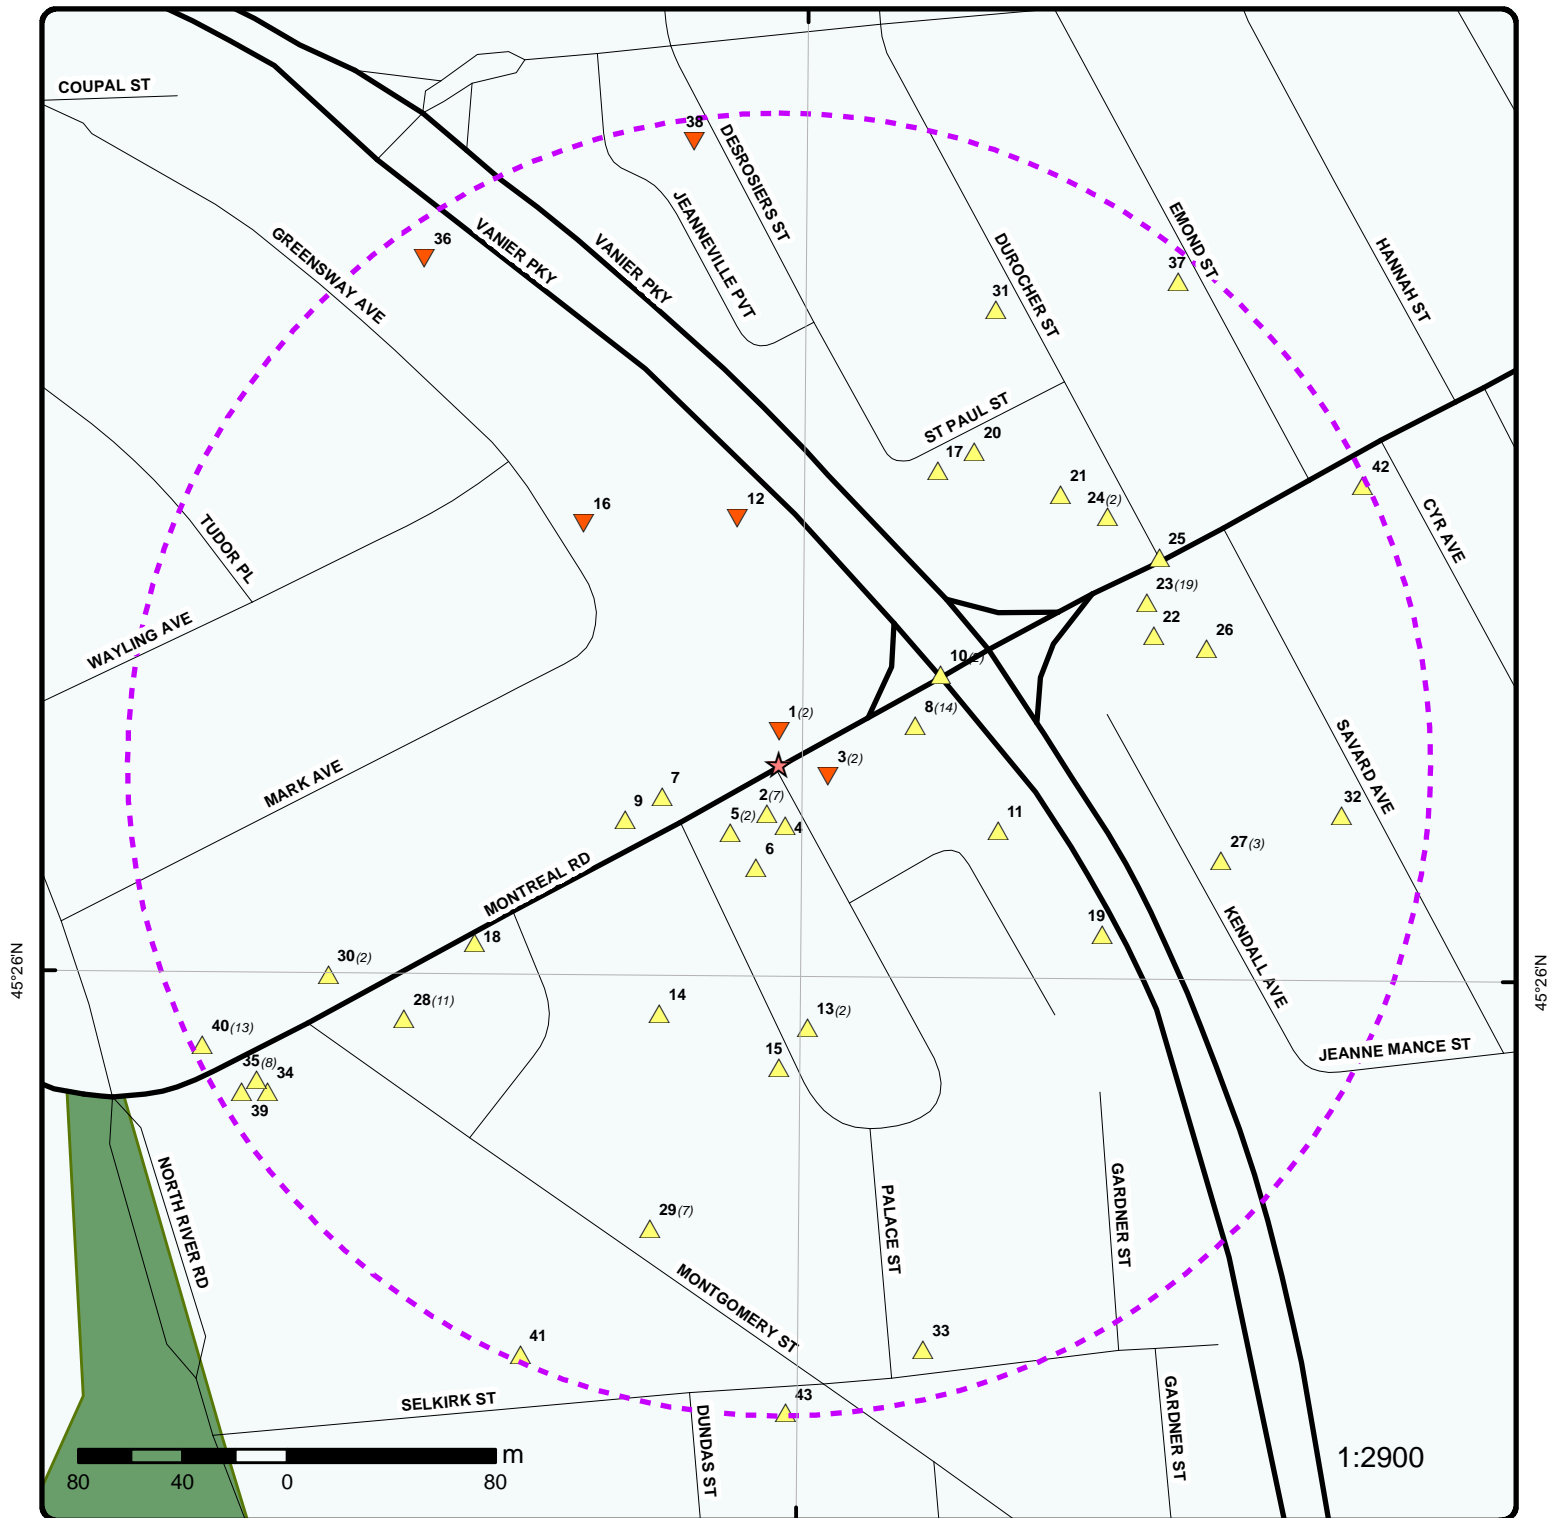 COUPAL ST
38
DESROSIERS ST
JEANNEVILLE PVT
36
GREENSWAY AVE
VANIER PKY
VANIER PKY
EMOND ST
37
HANNAH ST
DUROCHER ST
31
ST PAUL ST
20
17
42
21
24(2)
12
16
TUDOR PL
CYR AVE
25
23(19)
22
26
WAYLING AVE
10(2)
8(14)
1(2)
3(2)
SAVARD AVE
MARK AVE
7
9
2(7)
5(2)
4
6
11
32
27(3)
MONTREAL RD
19
KENDALL AVE
18
30(2)
45°26'N
45°26'N
28(11)
14
13(2)
40(13)
15
35(8)
34
39
JEANNE MANCE ST
NORTH RIVER RD
PALACE ST
GARDNER ST
29(7)
MONTGOMERY ST
41
33
SELKIRK ST
43
DUNDAS ST
GARDNER ST
m
80 40 0 80
1:2900